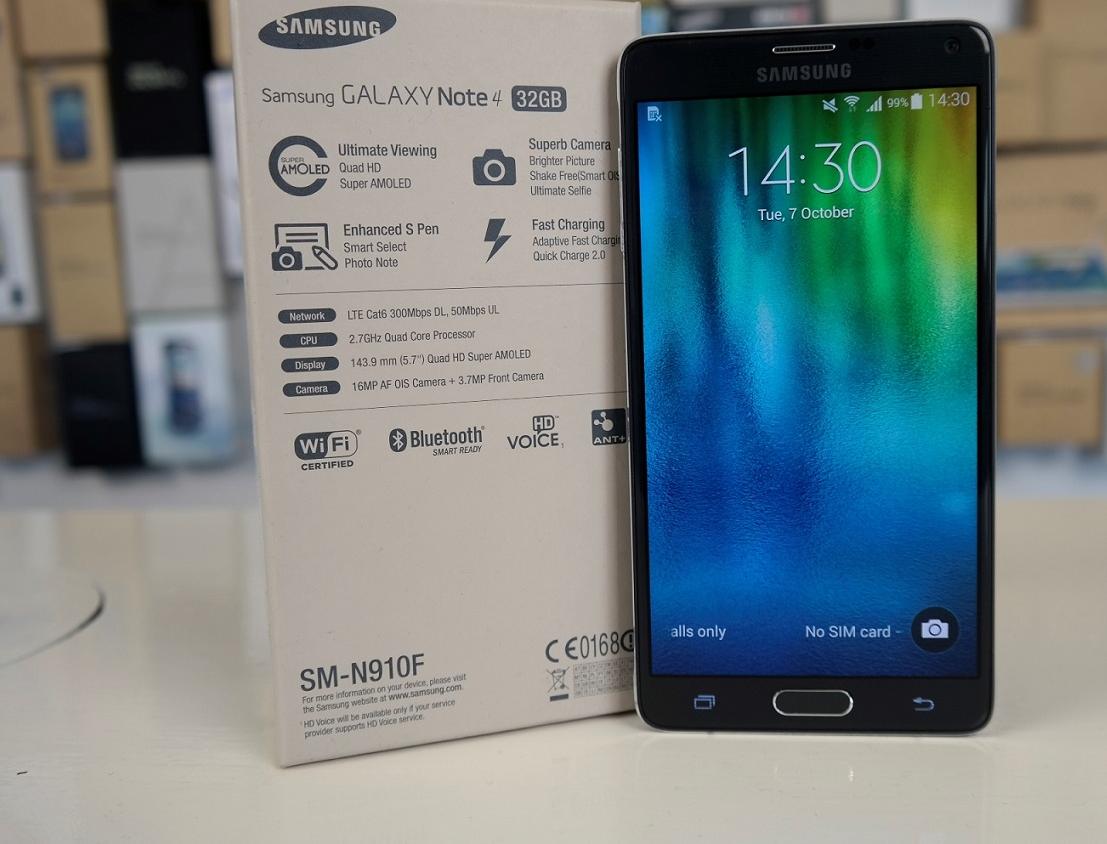 SAMSUNG
Samsung GALAXY Note 4 32GB
SUPER
AMOLED
Ultimate Viewing
Quad HD
Super AMOLED
Superb Camera
Brighter Picture
Shake Free(Smart OIS
Ultimate Selfie
Enhanced S Pen
Smart Select
Photo Note
Fast Charging
Adaptive Fast
Quick Charge 2.0
Network LTE Cat6 300Mbps DL, 50Mbps UL
CPU 2.7GHz Quad Core Processor
Display 143.9 mm (5.7") Quad HD Super AMOLED
Camera 16MP AF OIS Camera + 3.7MP Front Camera
Wi Fi®
CERTIFIED
Bluetooth®
SMART READY
HD™
VOICE1
ANT+
CE0168
SM-N910F
For more information on your device, please visit
the Samsung website at www.samsung.com.
¹ HD Voice will be available only if your service
provider supports HD Voice service.
SAMSUNG
99% 14:30
14:30
Tue, 7 October
alls only No SIM card -